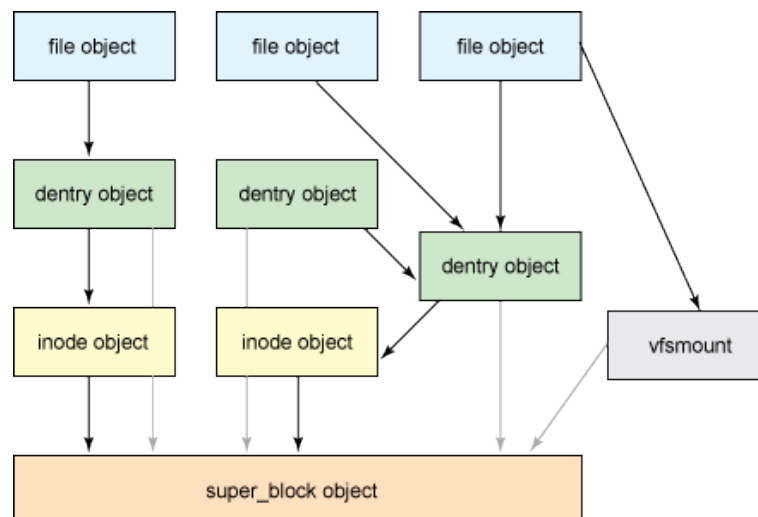 file object
file object
file object
dentry object
dentry object
dentry object
inode object
inode object
vfsmount
super_block object